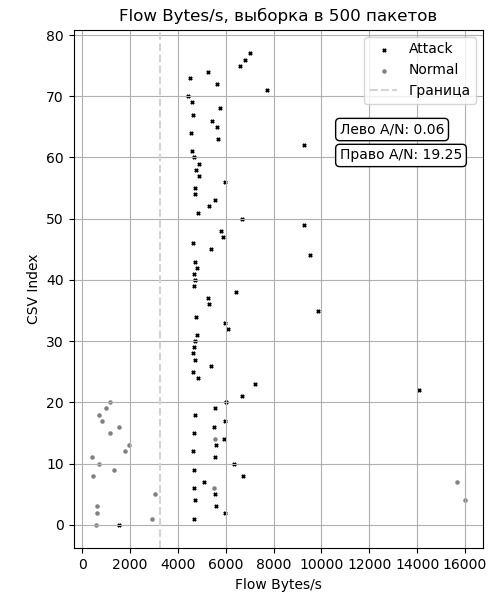 Flow Bytes/s, выборка в 500 пакетов
Attack
Normal
Граница
Лево A/N: 0.06
Право A/N: 19.25
80
70
60
50
40
30
20
10
0
CSV Index
0 2000 4000 6000 8000 10000 12000 14000 16000
Flow Bytes/s